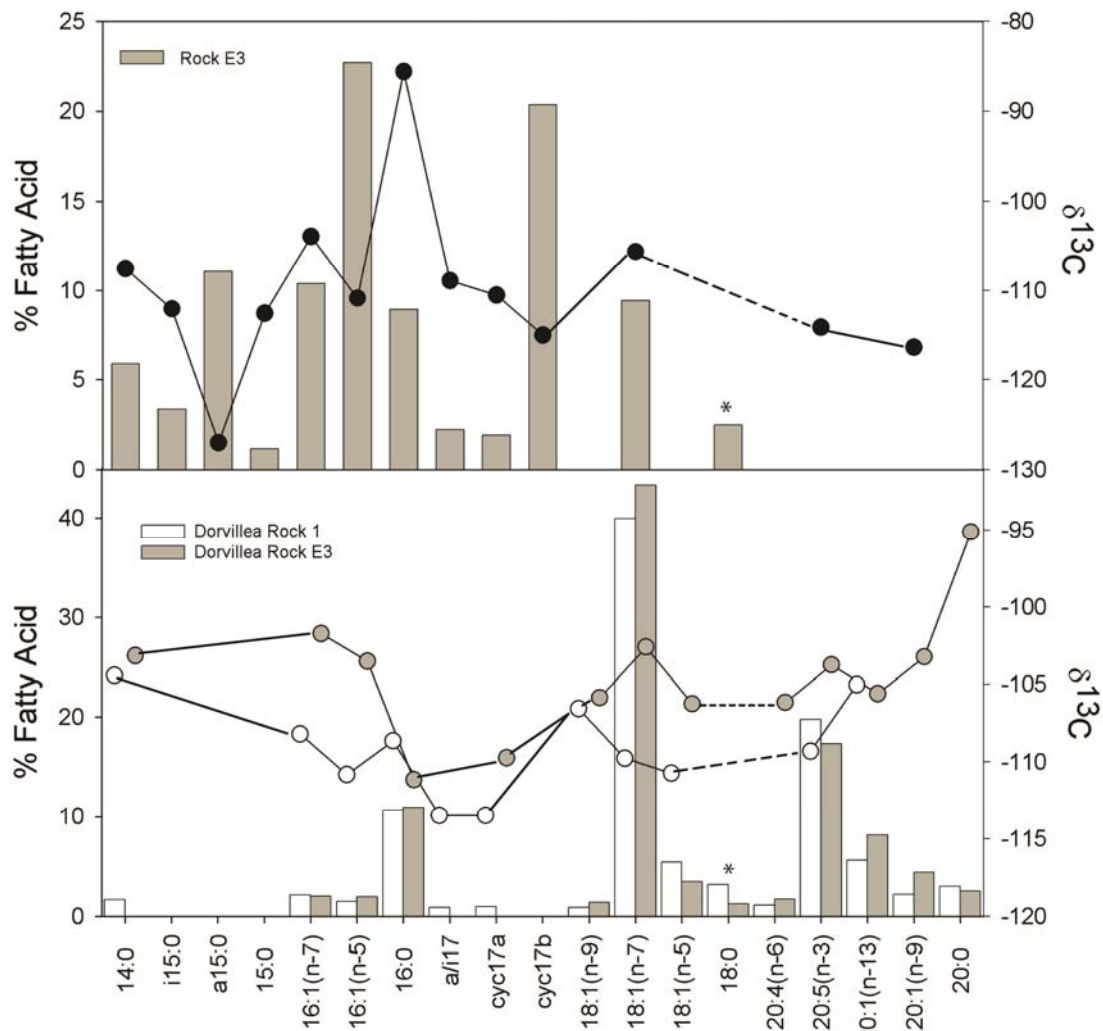 25
20
15
10
5
0
% Fatty Acid
Rock E3
*
-80
-90
-100
-110
-120
-130
δ13C
40
30
20
10
0
% Fatty Acid
Dorvillea Rock 1
Dorvillea Rock E3
*
-95
-100
-105
-110
-115
-120
δ13C
14:0
i15:0
a15:0
15:0
16:1(n-7)
16:1(n-5)
16:0
a/i17
cyc17a
cyc17b
18:1(n-9)
18:1(n-7)
18:1(n-5)
18:0
20:4(n-6)
20:5(n-3)
0:1(n-13)
20:1(n-9)
20:0